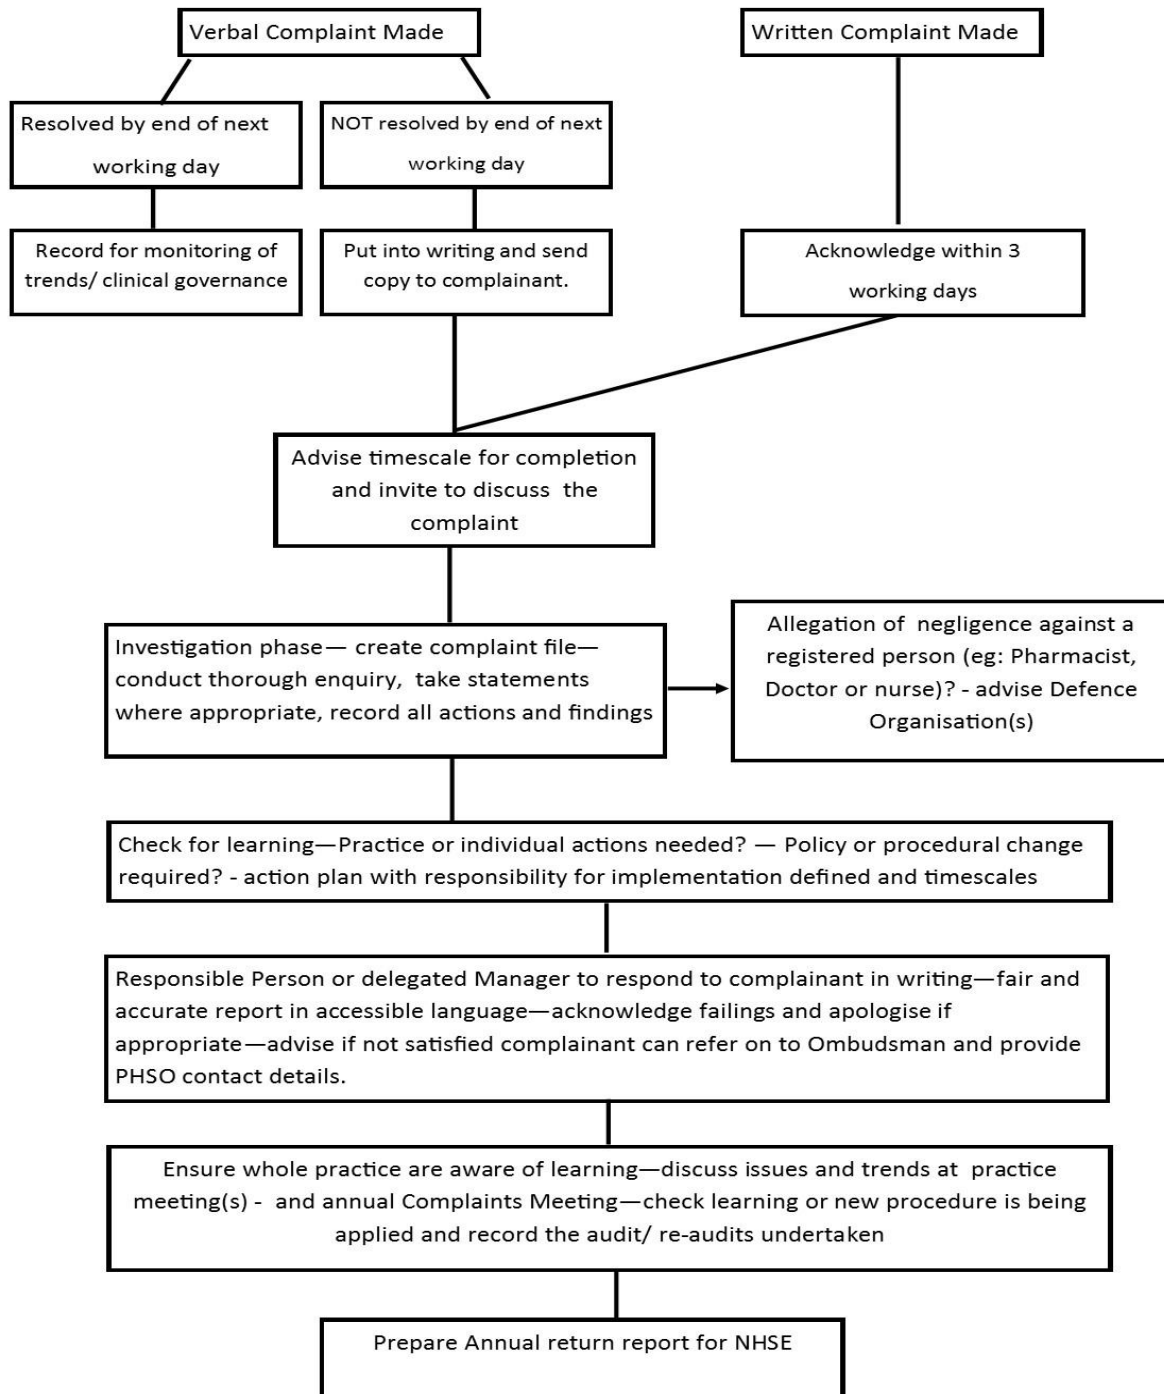 Verbal Complaint Made
Written Complaint Made
Resolved by end of next
working day
NOT resolved by end of next
working day
Record for monitoring of
trends/ clinical governance
Put into writing and send
copy to complainant.
Acknowledge within 3
working days
Advise timescale for completion
and invite to discuss the
complaint
Investigation phase— create complaint file—
conduct thorough enquiry, take statements
where appropriate, record all actions and findings
Allegation of negligence against a
registered person (eg: Pharmacist,
Doctor or nurse)? - advise Defence
Organisation(s)
Check for learning—Practice or individual actions needed? — Policy or procedural change
required? - action plan with responsibility for implementation defined and timescales
Responsible Person or delegated Manager to respond to complainant in writing—fair and
accurate report in accessible language—acknowledge failings and apologise if
appropriate—advise if not satisfied complainant can refer on to Ombudsman and provide
PHSO contact details.
Ensure whole practice are aware of learning—discuss issues and trends at practice
meeting(s) - and annual Complaints Meeting—check learning or new procedure is being
applied and record the audit/ re-audits undertaken
Prepare Annual return report for NHSE